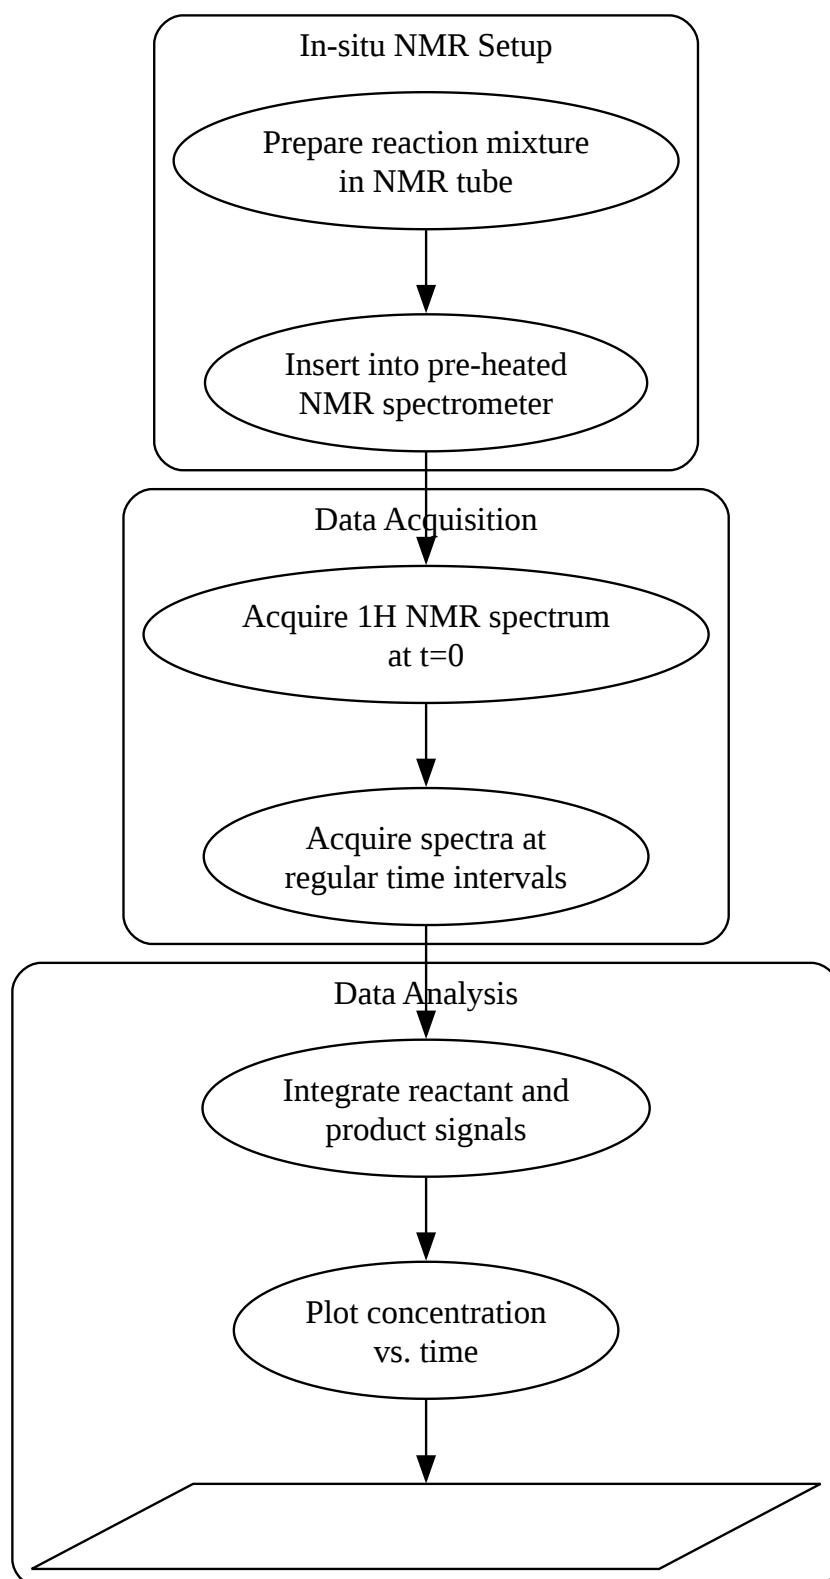 In-situ NMR Setup
Prepare reaction mixture
in NMR tube
Insert into pre-heated
NMR spectrometer
Data Acquisition
Acquire 1H NMR spectrum
at t=0
Acquire spectra at
regular time intervals
Data Analysis
Integrate reactant and
product signals
Plot concentration
vs. time